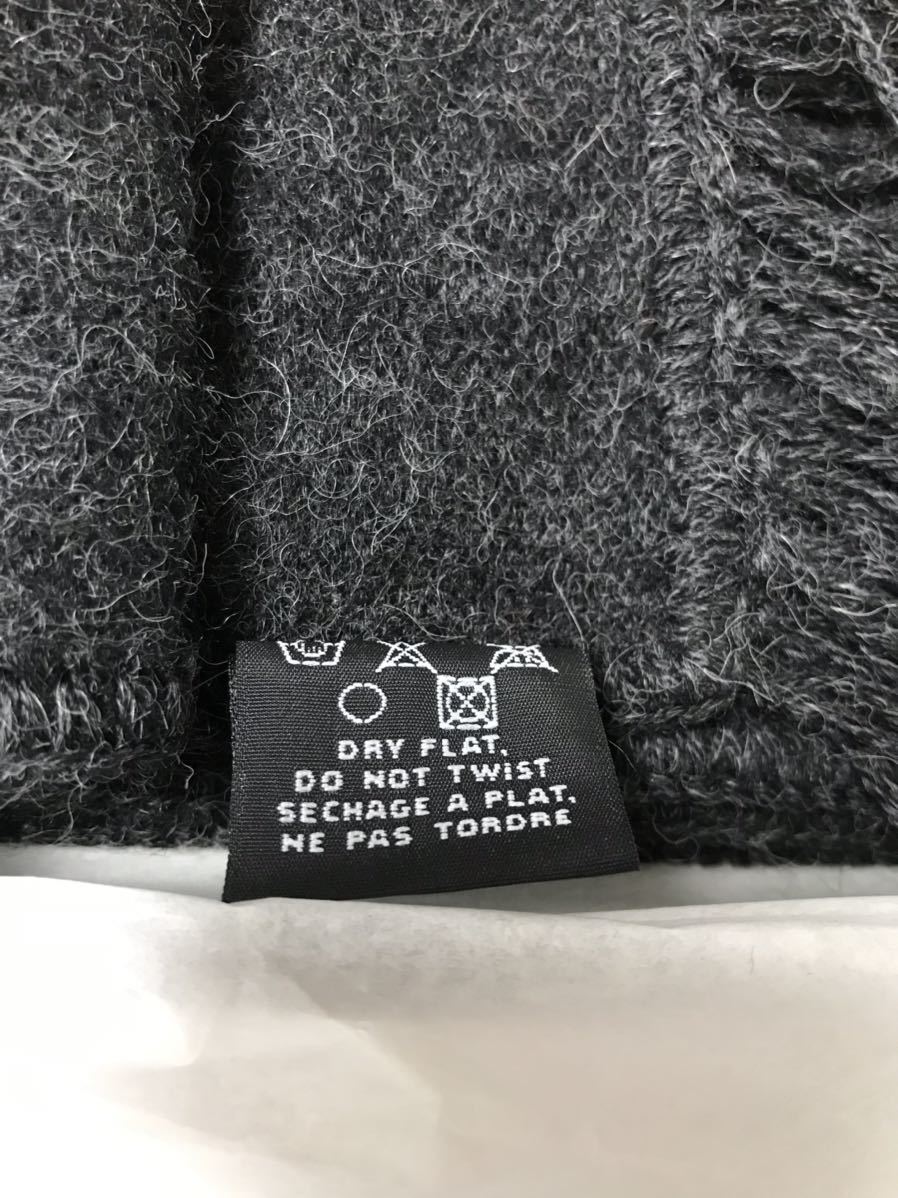 DRY FLAT.
DO NOT TWIST
SECHAGE A PLAT.
NE PAS TORDRE